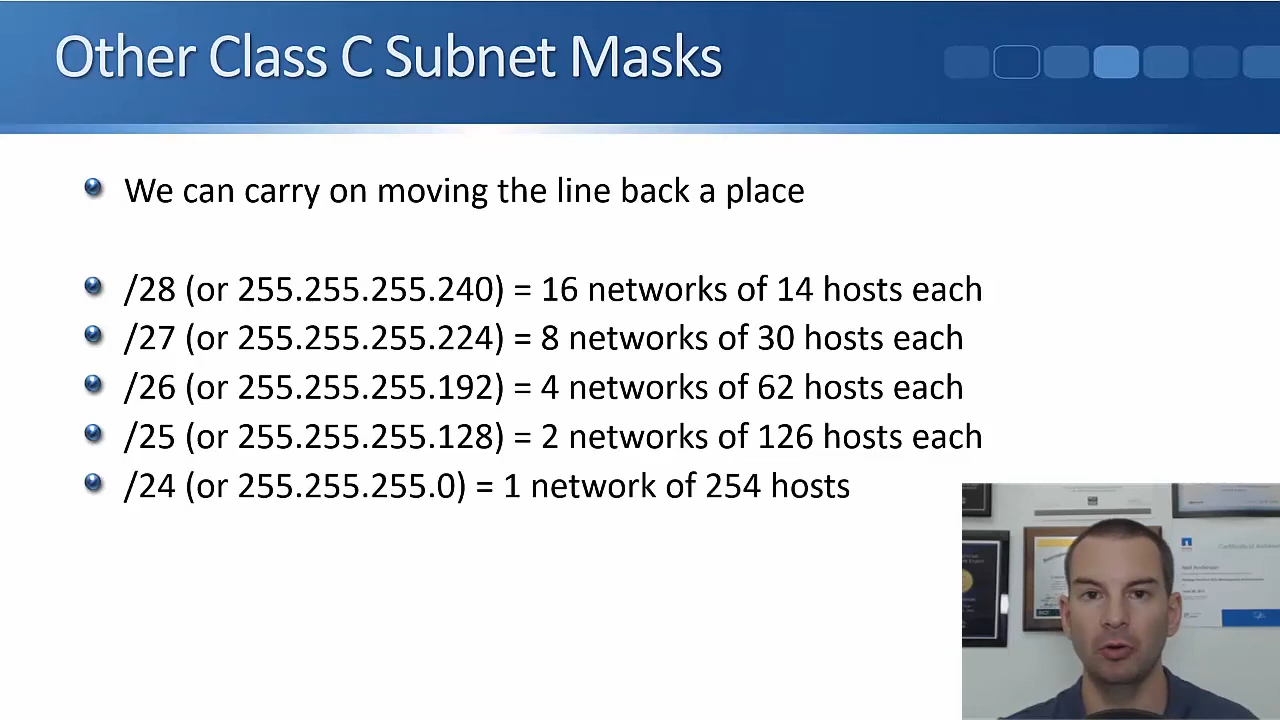 Other Class C Subnet Masks
We can carry on moving the line back a place
/28 (or 255.255.255.240) = 16 networks of 14 hosts each
/27 (or 255.255.255.224) = 8 networks of 30 hosts each
/26 (or 255.255.255.192) = 4 networks of 62 hosts each
/25 (or 255.255.255.128) = 2 networks of 126 hosts each
/24 (or 255.255.255.0) = 1 network of 254 hosts